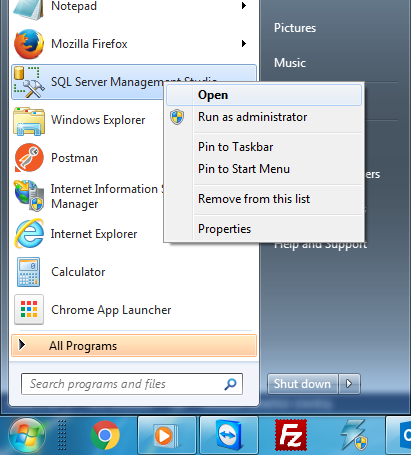 Notepad
Mozilla Firefox
SQL Server Management Studio
Windows Explorer
Postman
Internet Information S
Manager
Internet Explorer
Calculator
Chrome App Launcher
All Programs
Search programs and files
Open
Run as administrator
Pin to Taskbar
Pin to Start Menu
Remove from this list
Properties
Pictures
Music
ers
Help and Support
Shut down
FZ